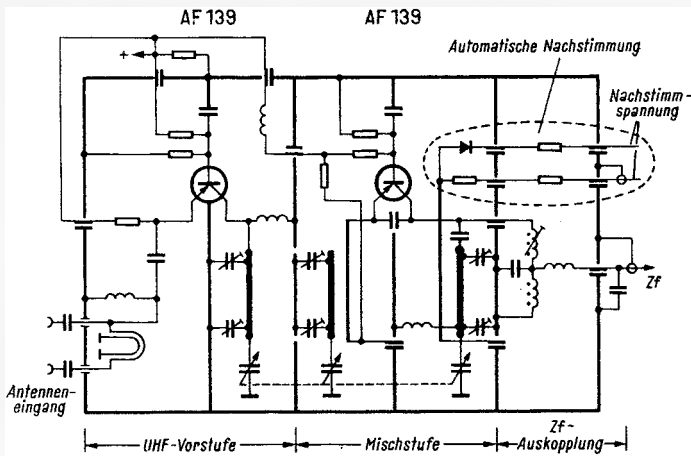 AF 139
AF 139
Automatische Nachstimmung
Nachstimm-
spannung
+
Zf
Antennen-
eingang
UHF-Vorstufe
Mischstufe
Zf-
Auskopplung